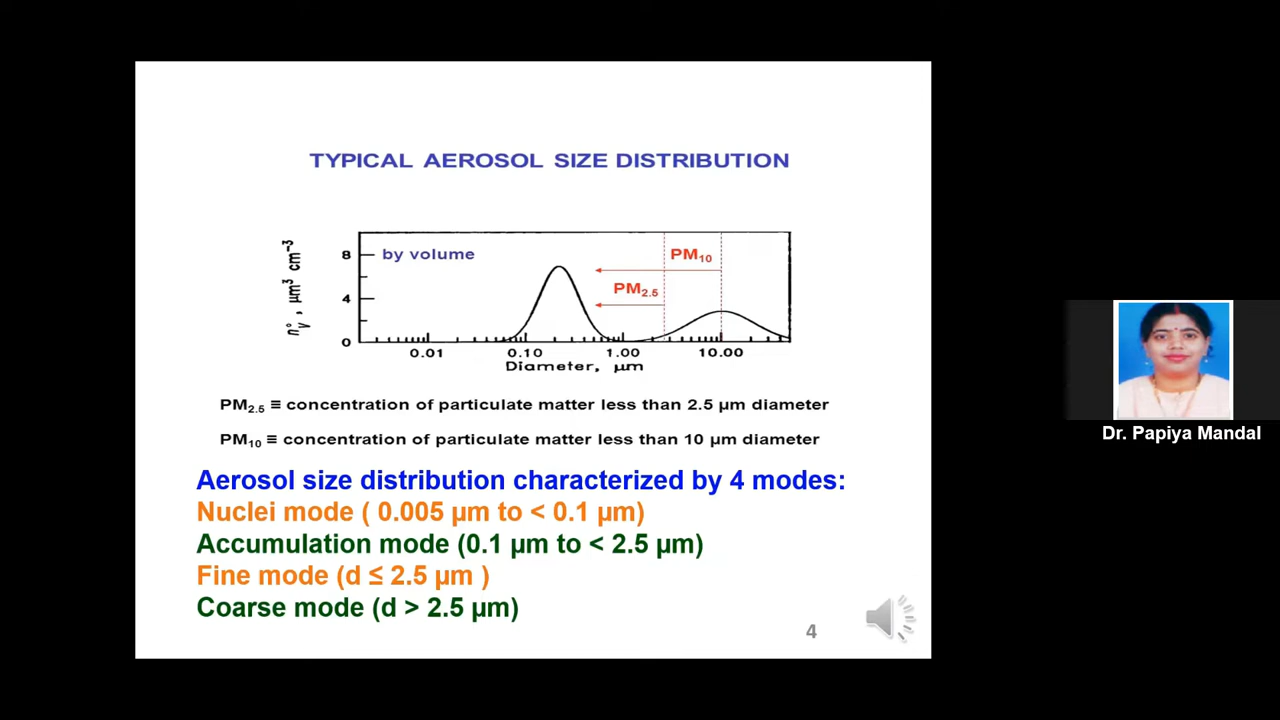 TYPICAL AEROSOL SIZE DISTRIBUTION
n°V , µm³ cm⁻³
8
4
0
by volume
PM10
PM2.5
0.01 0.10 1.00 10.00
Diameter, µm
PM2.5 ≡ concentration of particulate matter less than 2.5 µm diameter
PM10 ≡ concentration of particulate matter less than 10 µm diameter
Aerosol size distribution characterized by 4 modes:
Nuclei mode ( 0.005 µm to < 0.1 µm)
Accumulation mode (0.1 µm to < 2.5 µm)
Fine mode (d ≤ 2.5 µm )
Coarse mode (d > 2.5 µm)
4
Dr. Papiya Mandal